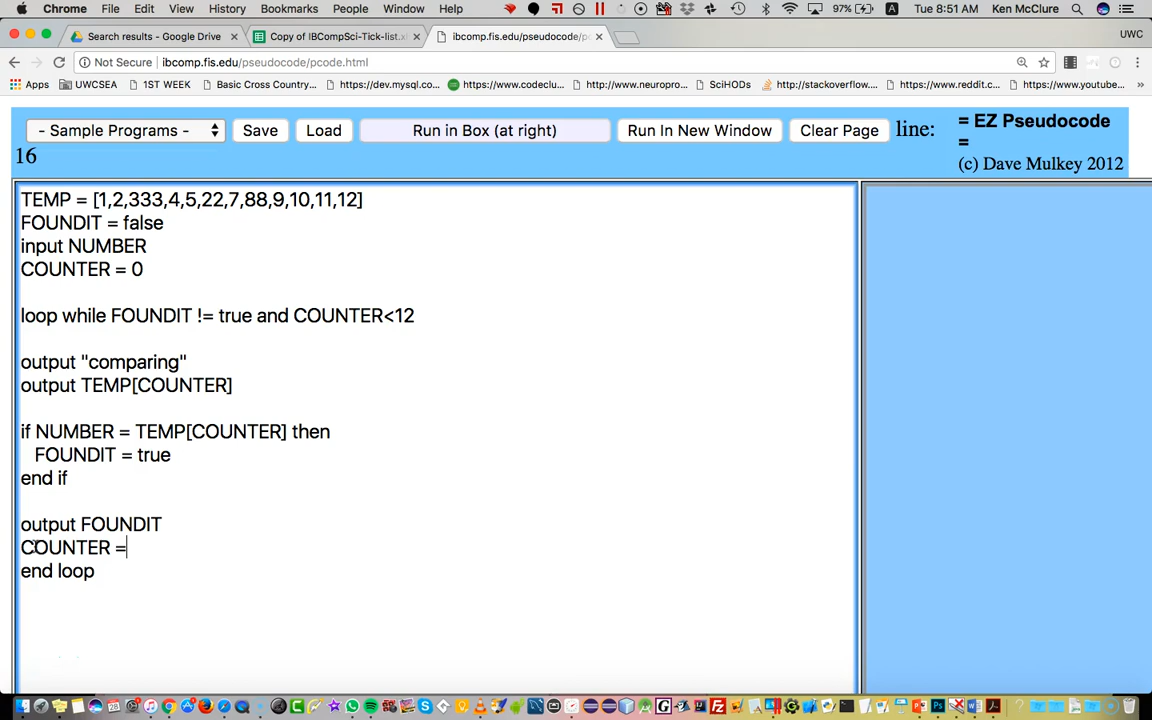 Chrome File Edit View History Bookmarks People Window Help 97% Tue 8:51 AM Ken McClure
Search results - Google Drive Copy of IBCompSci-Tick-list.xl ibcomp.fis.edu/pseudocode/pc UWC
Not Secure ibcomp.fis.edu/pseudocode/pcode.html
Apps UWCSEA 1ST WEEK Basic Cross Country... https://dev.mysql.co... https://www.codeclu... http://www.neuropro... SciHODs http://stackoverflow... https://www.reddit.c... https://www.youtube... »
- Sample Programs - Save Load Run in Box (at right) Run In New Window Clear Page line: = EZ Pseudocode
16 =
(c) Dave Mulkey 2012
TEMP = [1,2,333,4,5,22,7,88,9,10,11,12]
FOUNDIT = false
input NUMBER
COUNTER = 0
loop while FOUNDIT != true and COUNTER<12
output "comparing"
output TEMP[COUNTER]
if NUMBER = TEMP[COUNTER] then
FOUNDIT = true
end if
output FOUNDIT
COUNTER =
end loop